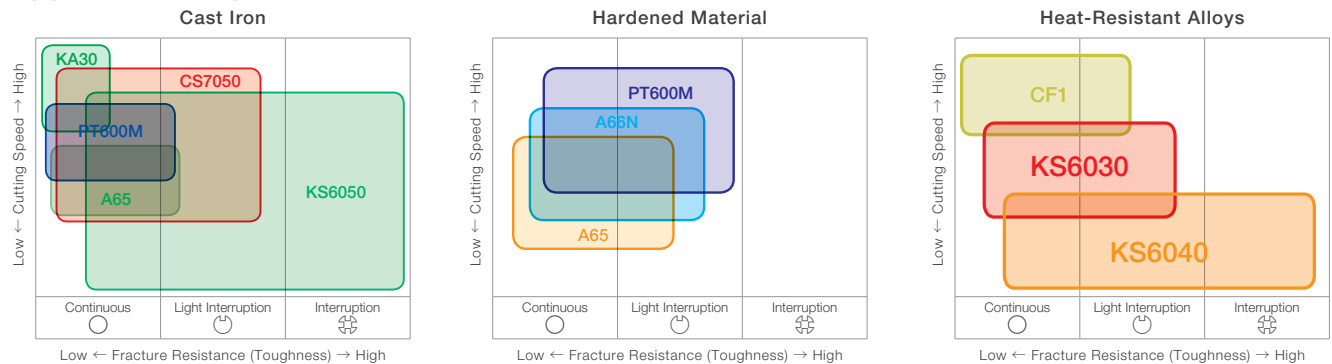 Cast Iron
Low ← Cutting Speed → High
KA30
CS7050
PT600M
A65
KS6050
Continuous
Light Interruption
Interruption
Low ← Fracture Resistance (Toughness) → High
Hardened Material
Low ← Cutting Speed → High
PT600M
A66N
A65
Continuous
Light Interruption
Interruption
Low ← Fracture Resistance (Toughness) → High
Heat-Resistant Alloys
Low ← Cutting Speed → High
CF1
KS6030
KS6040
Continuous
Light Interruption
Interruption
Low ← Fracture Resistance (Toughness) → High